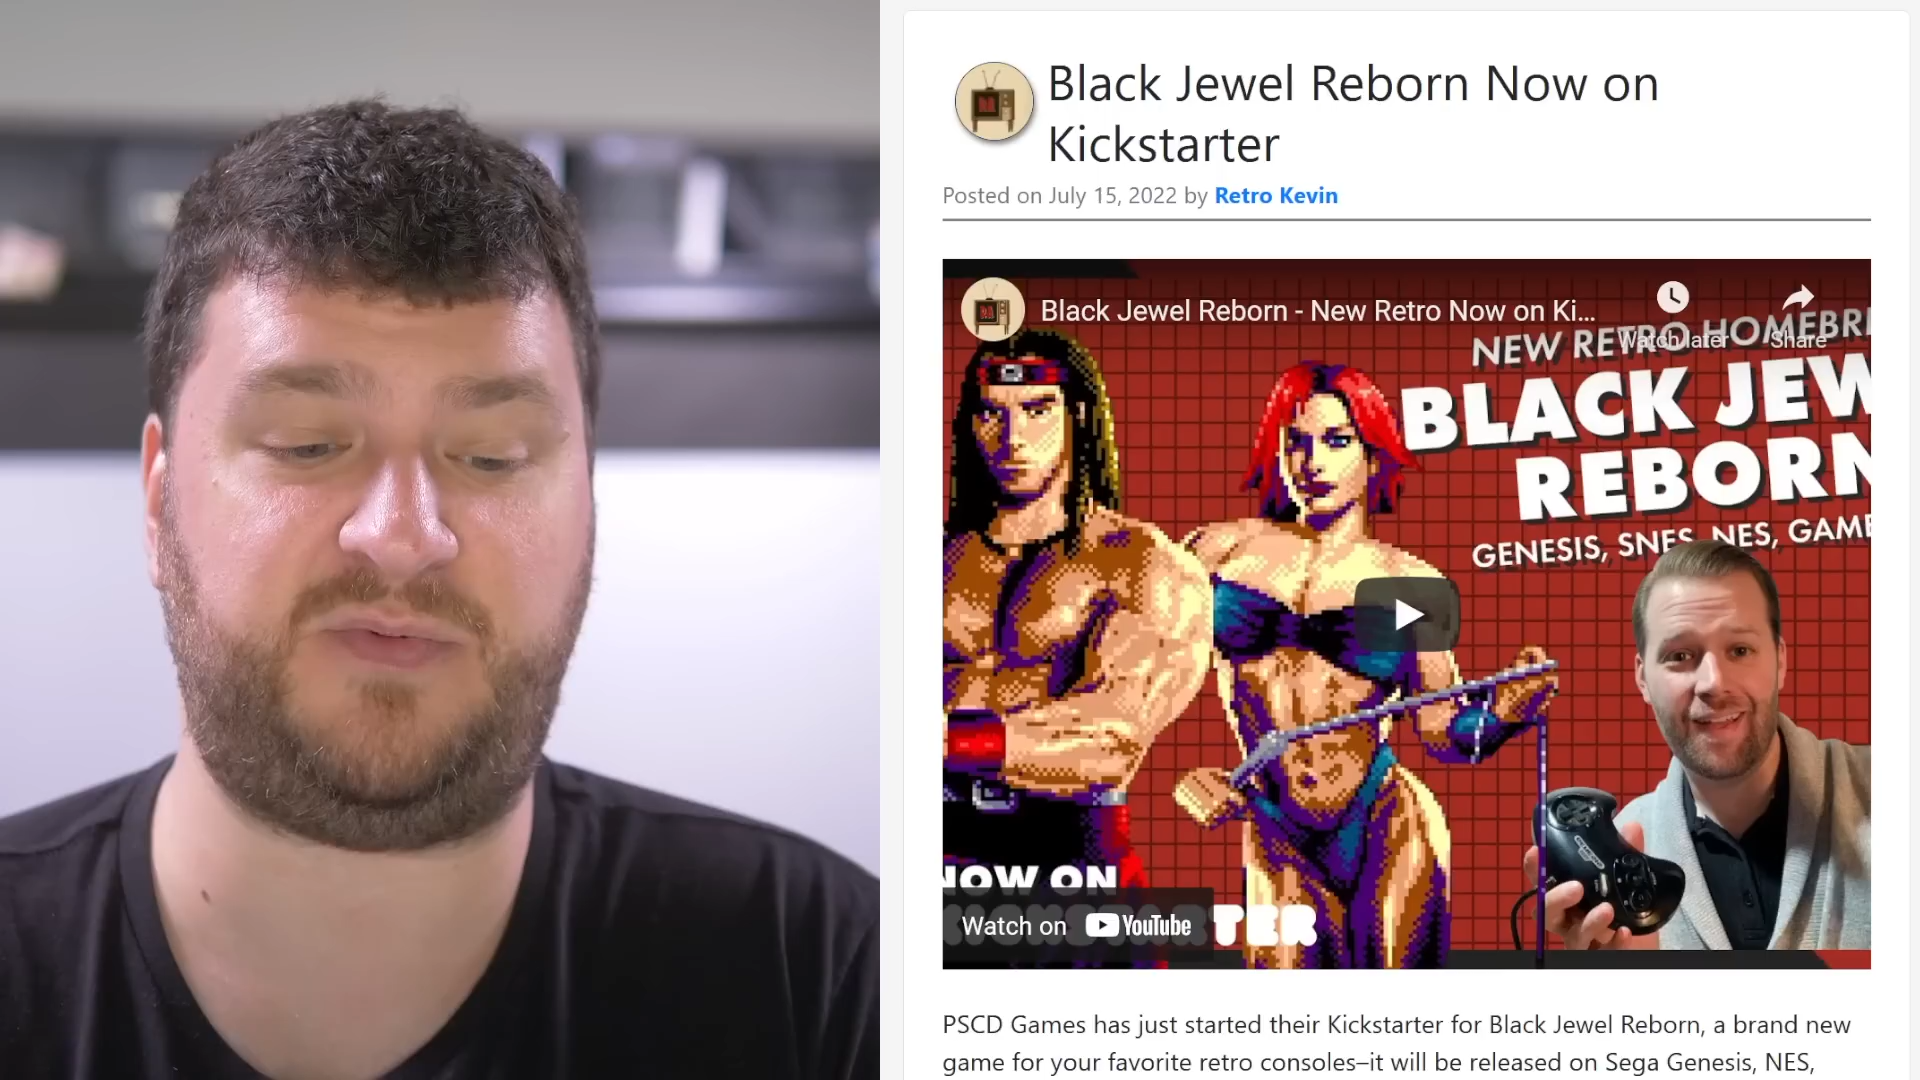 Black Jewel Reborn Now on
Kickstarter
Posted on July 15, 2022 by Retro Kevin
Black Jewel Reborn - New Retro Now on Ki...
Watch later
Share
NEW RETRO HOMEBR
BLACK JEW
REBORN
GENESIS, SNES, NES, GAME
NOW ON
KICKSTARTER
Watch on YouTube
PSCD Games has just started their Kickstarter for Black Jewel Reborn, a brand new
game for your favorite retro consoles–it will be released on Sega Genesis, NES,